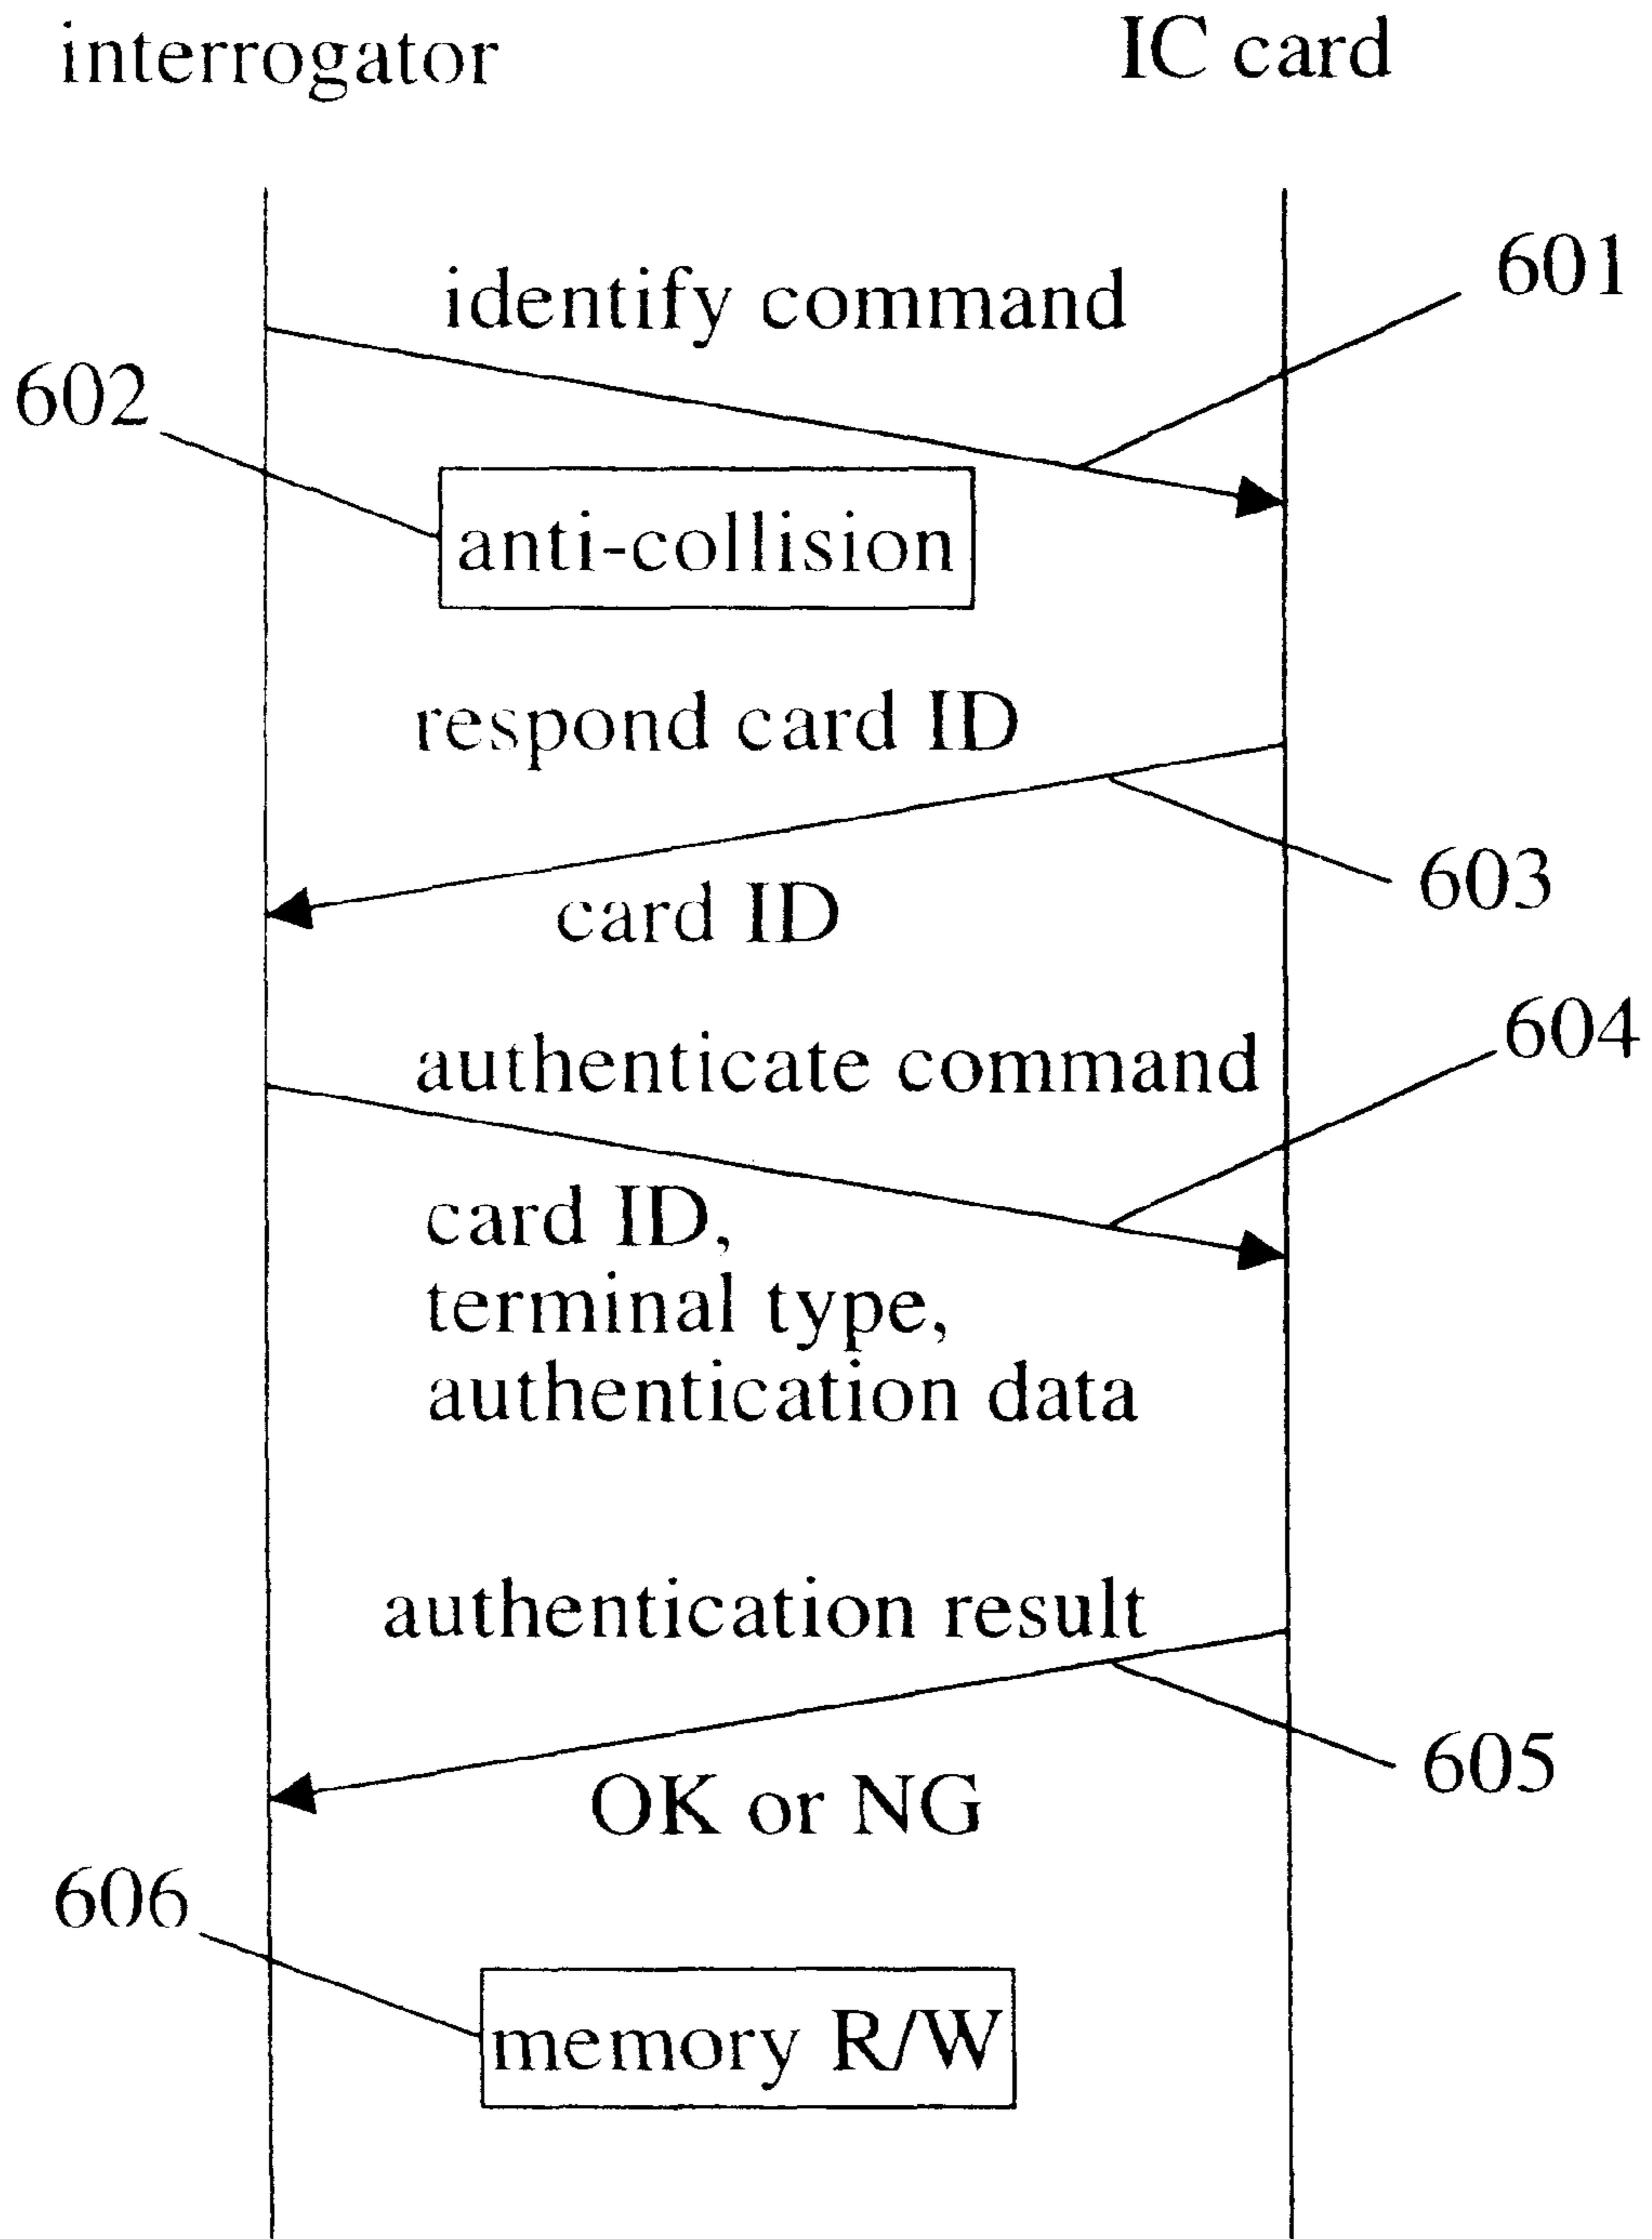 interrogator
IC card
identify command
601
602
anti-collision
respond card ID
603
card ID
604
authenticate command
card ID,
terminal type,
authentication data
authentication result
605
OK or NG
606
memory R/W